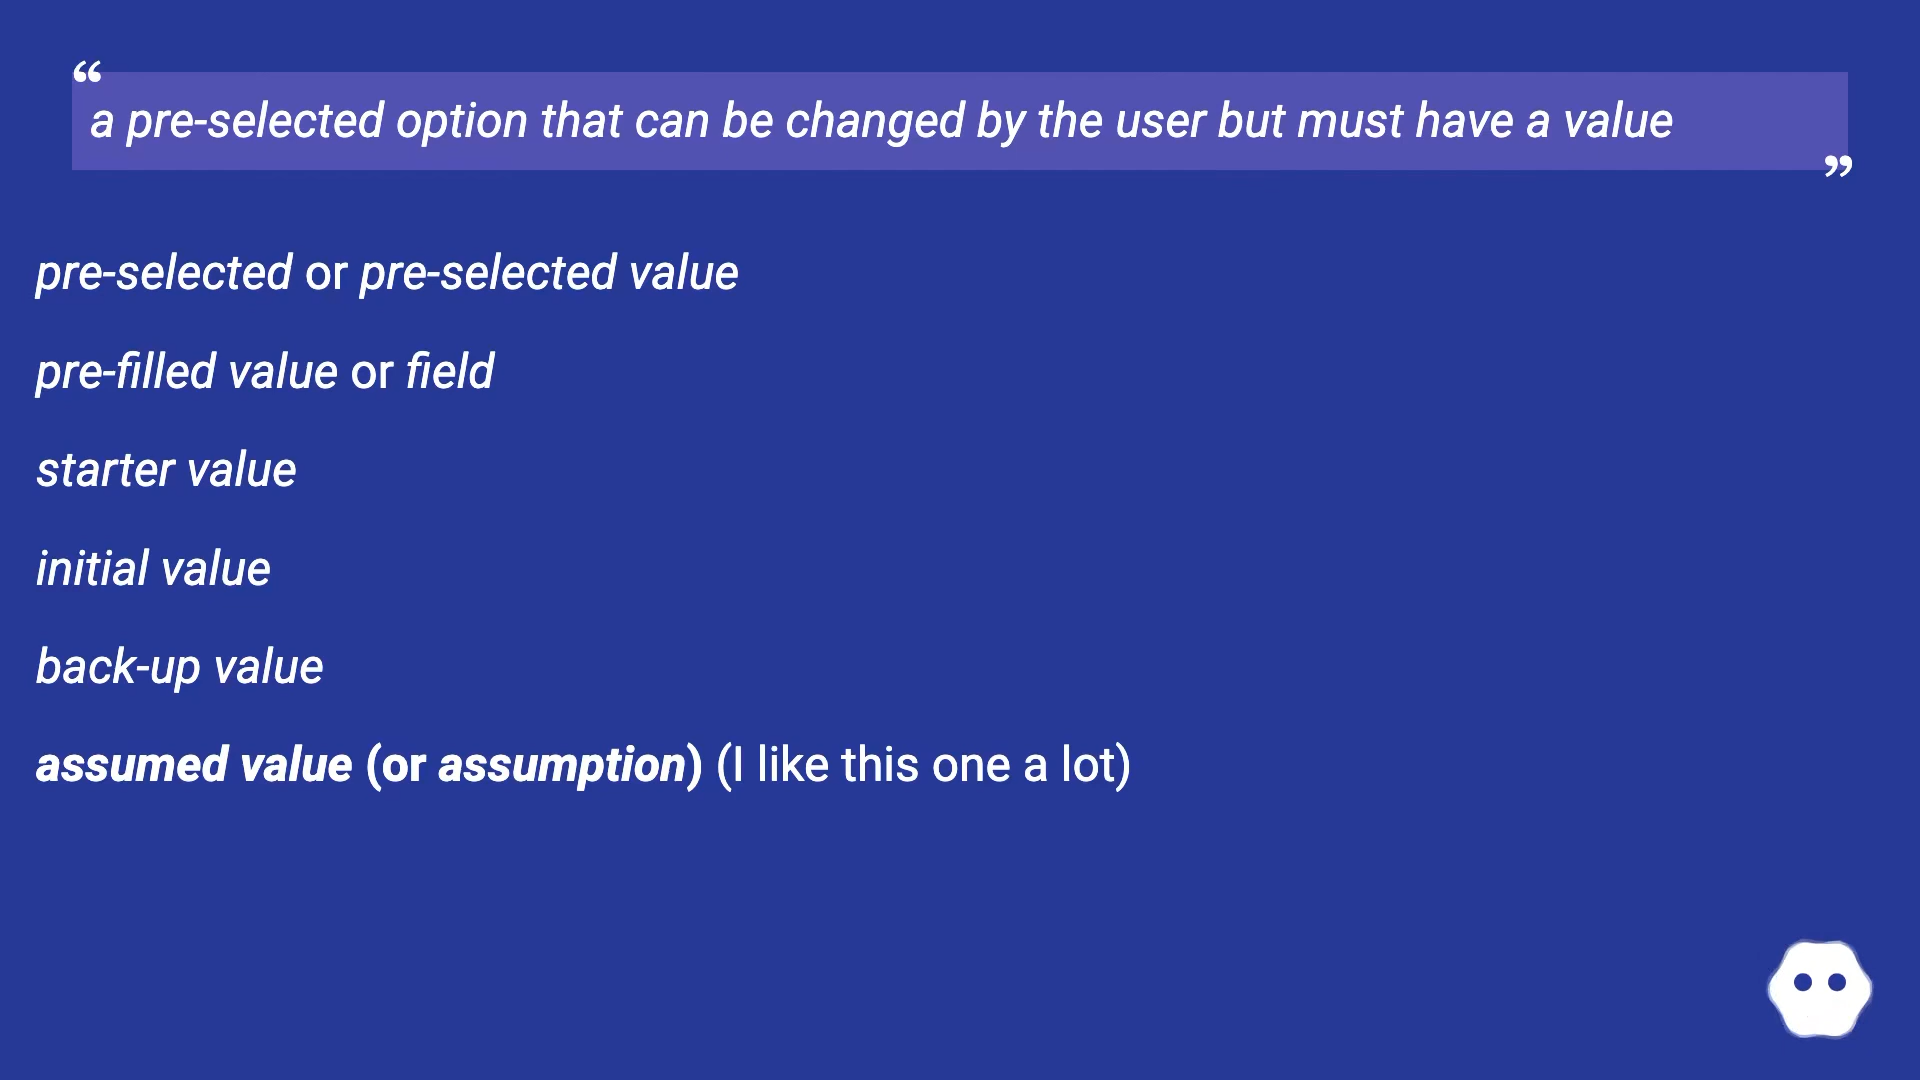 “
a pre-selected option that can be changed by the user but must have a value
”
pre-selected or pre-selected value
pre-filled value or field
starter value
initial value
back-up value
assumed value (or assumption) (I like this one a lot)